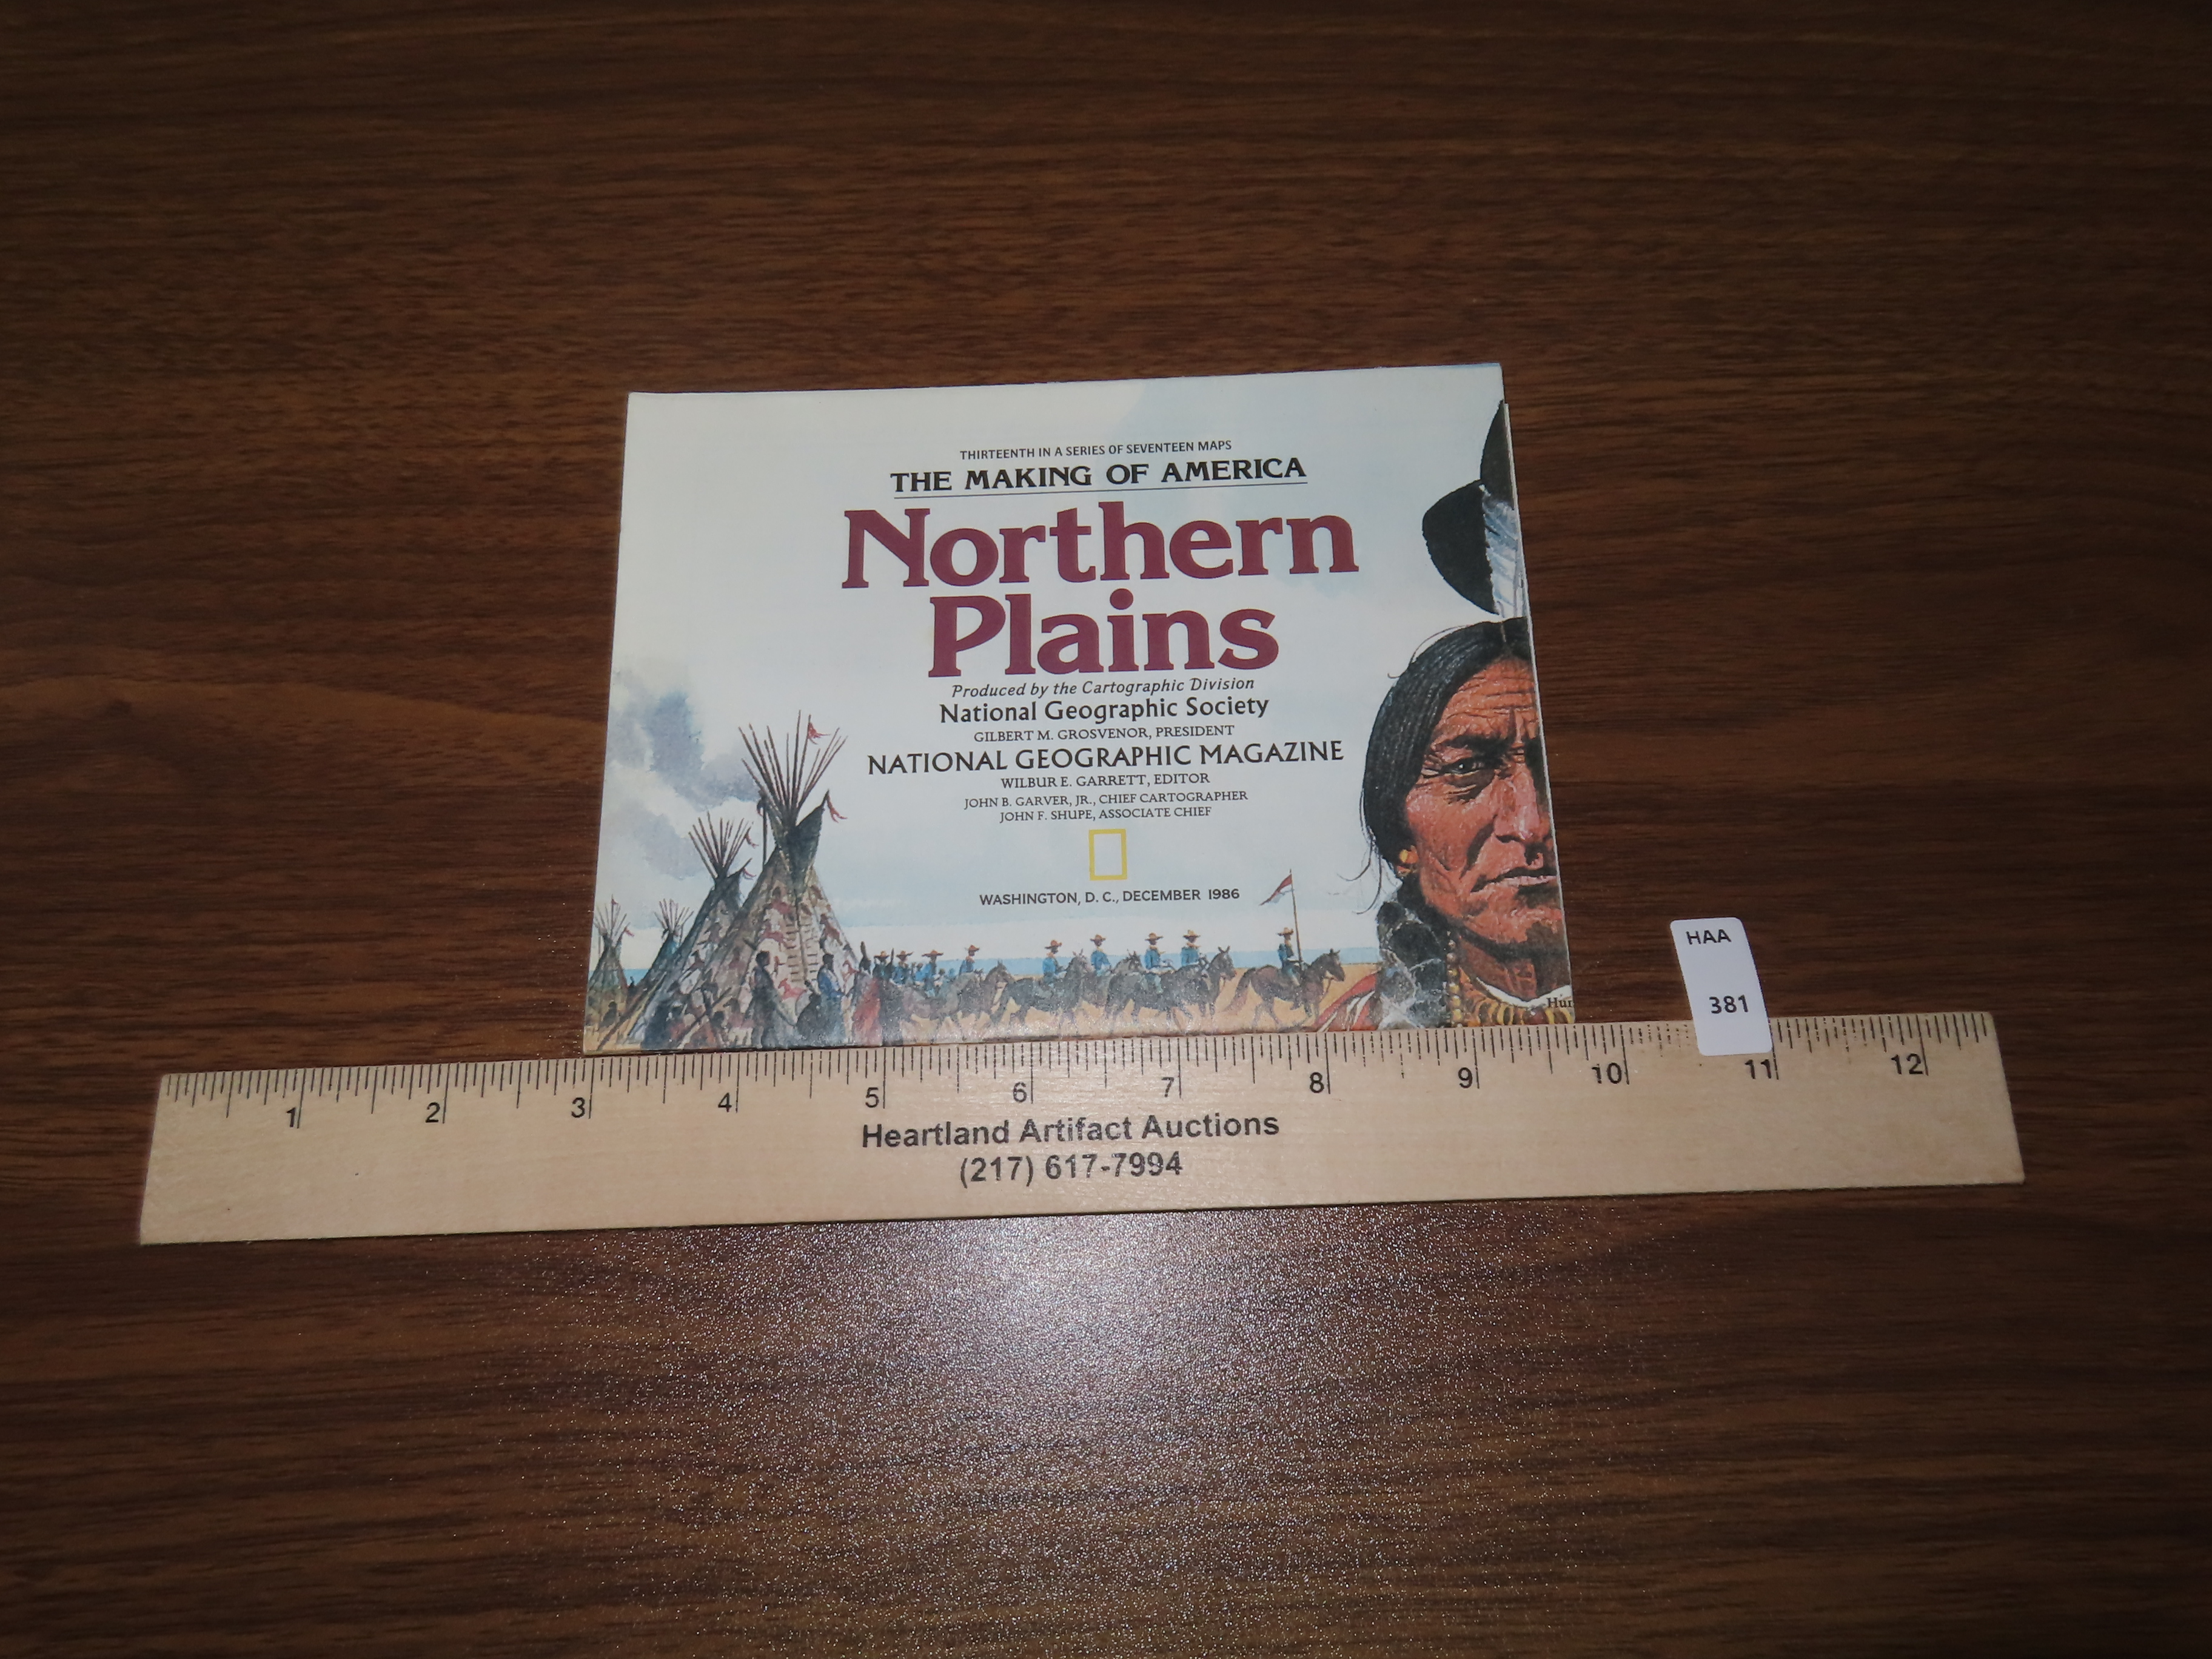 THIRTEENTH IN A SERIES OF SEVENTEEN MAPS
THE MAKING OF AMERICA
Northern
Plains
Produced by the Cartographic Division
National Geographic Society
GILBERT M. GROSVENOR, PRESIDENT
NATIONAL GEOGRAPHIC MAGAZINE
WILBUR E. GARRETT, EDITOR
JOHN B. GARVER, JR., CHIEF CARTOGRAPHER
JOHN F. SHUPE, ASSOCIATE CHIEF
WASHINGTON, D. C., DECEMBER 1986
HAA
381
1 2 3 4 5 6 7 8 9 10 11 12
Heartland Artifact Auctions
(217) 617-7994